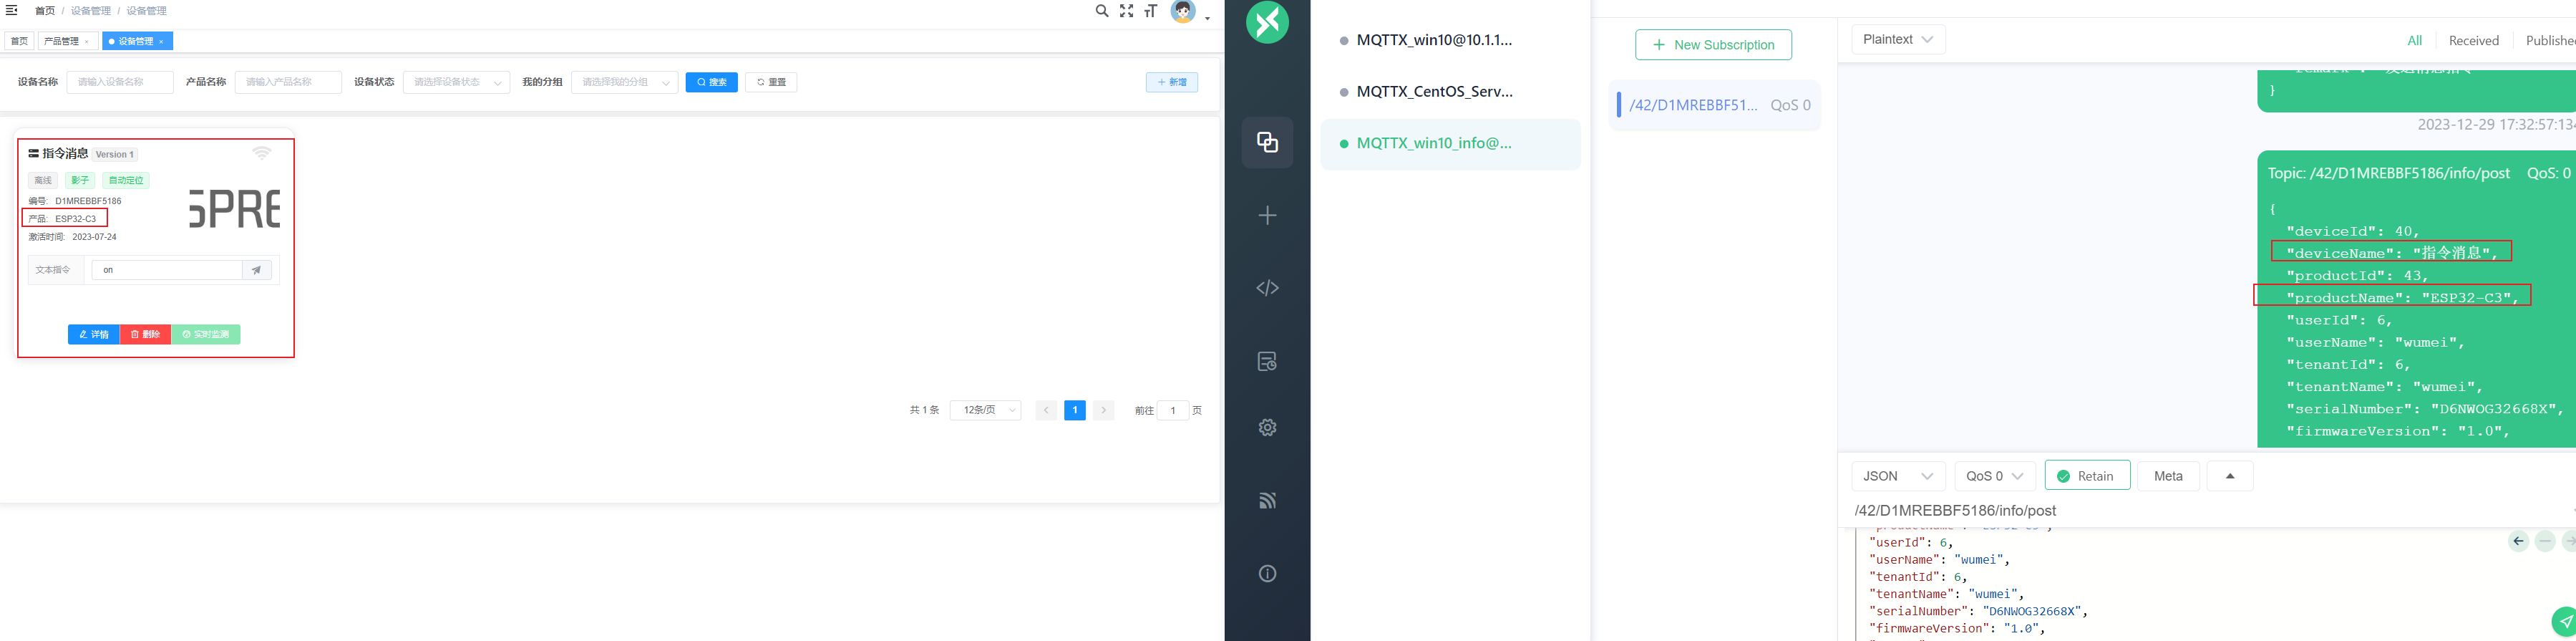 首页 / 设备管理 / 设备管理
首页 产品管理 × 设备管理 ×
设备名称 请输入设备名称 产品名称 请输入产品名称 设备状态 请选择设备状态 我的分组 请选择我的分组 搜索 重置 + 新增
指令消息 Version 1
离线 影子 自动定位
编号: D1MREBBF5186
产品: ESP32-C3
激活时间: 2023-07-24
SPRE
文本指令 on
详情 删除 实时监测
共 1 条 12条/页 1 前往 1 页
MQTTX_win10@10.1.1...
MQTTX_CentOS_Serv...
MQTTX_win10_info@...
+ New Subscription
/42/D1MREBBF51... QoS 0
Plaintext All Received Published
}
2023-12-29 17:32:57:134
Topic: /42/D1MREBBF5186/info/post QoS: 0
{
"deviceId": 40,
"deviceName": "指令消息",
"productId": 43,
"productName": "ESP32-C3",
"userId": 6,
"userName": "wumei",
"tenantId": 6,
"tenantName": "wumei",
"serialNumber": "D6NWOG32668X",
"firmwareVersion": "1.0",
JSON QoS 0 Retain Meta
/42/D1MREBBF5186/info/post
"userId": 6,
"userName": "wumei",
"tenantId": 6,
"tenantName": "wumei",
"serialNumber": "D6NWOG32668X",
"firmwareVersion": "1.0",